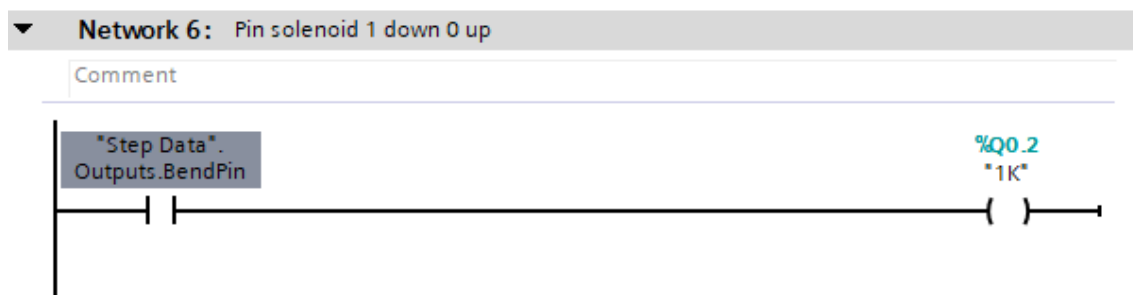 Network 6: Pin solenoid 1 down 0 up
Comment
"Step Data".
Outputs.BendPin
%Q0.2
"1K"